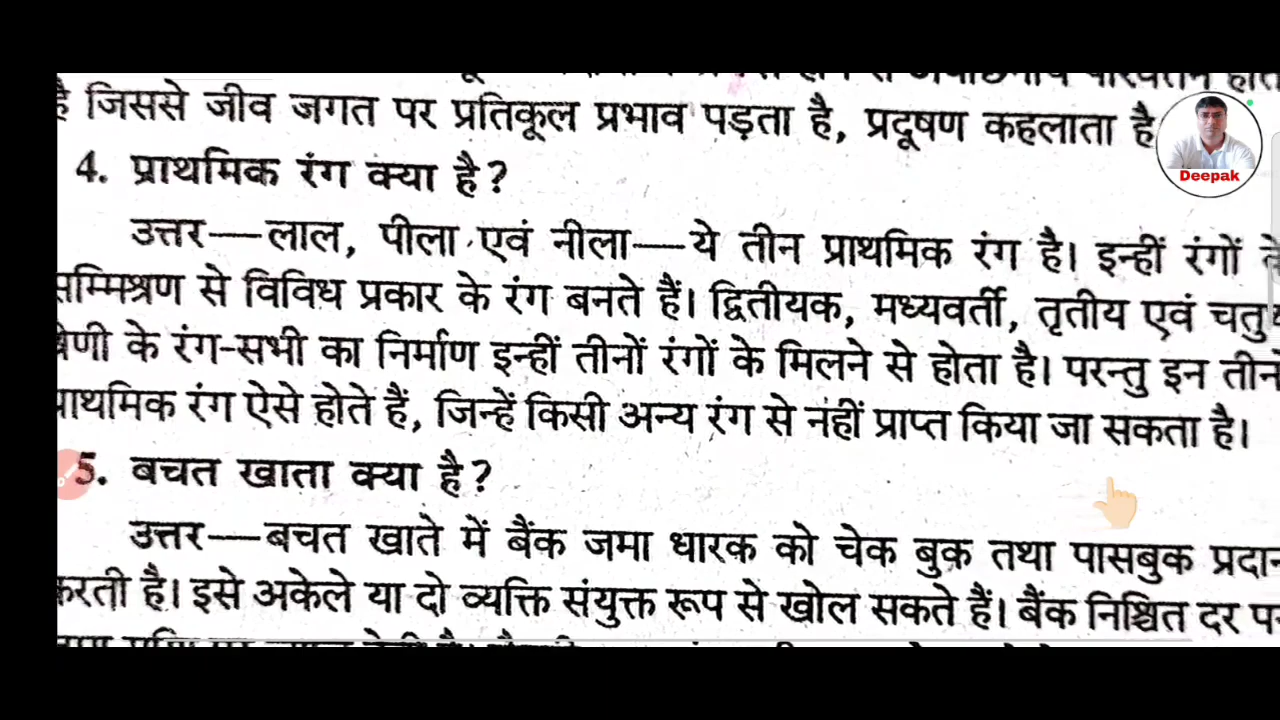 है जिससे जीव जगत पर प्रतिकूल प्रभाव पड़ता है, प्रदूषण कहलाता है
Deepak
4. प्राथमिक रंग क्या है?
उत्तर—लाल, पीला एवं नीला—ये तीन प्राथमिक रंग है। इन्हीं रंगों
सम्मिश्रण से विविध प्रकार के रंग बनते हैं। द्वितीयक, मध्यवर्ती, तृतीय एवं
के रंग-सभी का निर्माण इन्हीं तीनों रंगों के मिलने से होता है। परन्तु इन
प्राथमिक रंग ऐसे होते हैं, जिन्हें किसी अन्य रंग से नहीं प्राप्त किया जा सकता है।
5. बचत खाता क्या है?
उत्तर—बचत खाते में बैंक जमा धारक को चेक बुक तथा पासबुक प्रदान
करती है। इसे अकेले या दो व्यक्ति संयुक्त रूप से खोल सकते हैं। बैंक निश्चित दर